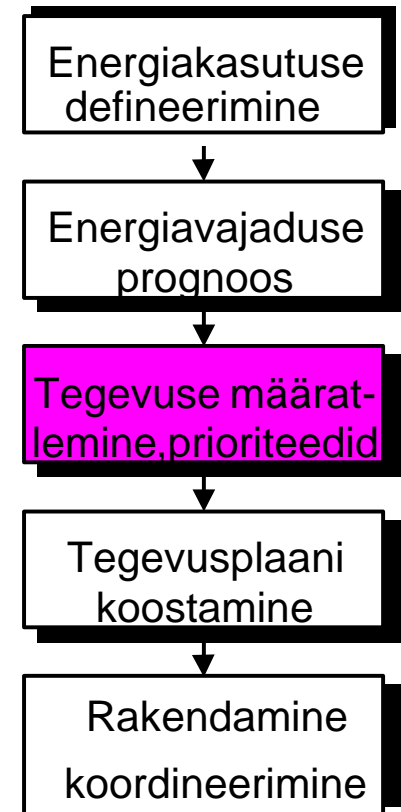 Energiakasutuse
defineerimine
Energiavajaduse
prognoos
Tegevuse määrat-
lemine,prioriteedid
Tegevusplaani
koostamine
Rakendamine
koordineerimine